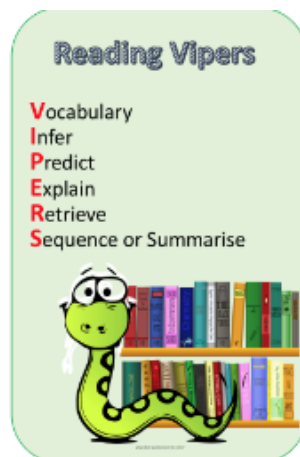 Reading Vipers
Vocabulary
Infer
Predict
Explain
Retrieve
Sequence or Summarise